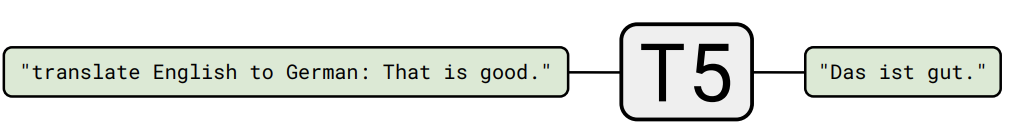 "translate English to German: That is good."
T5
"Das ist gut."